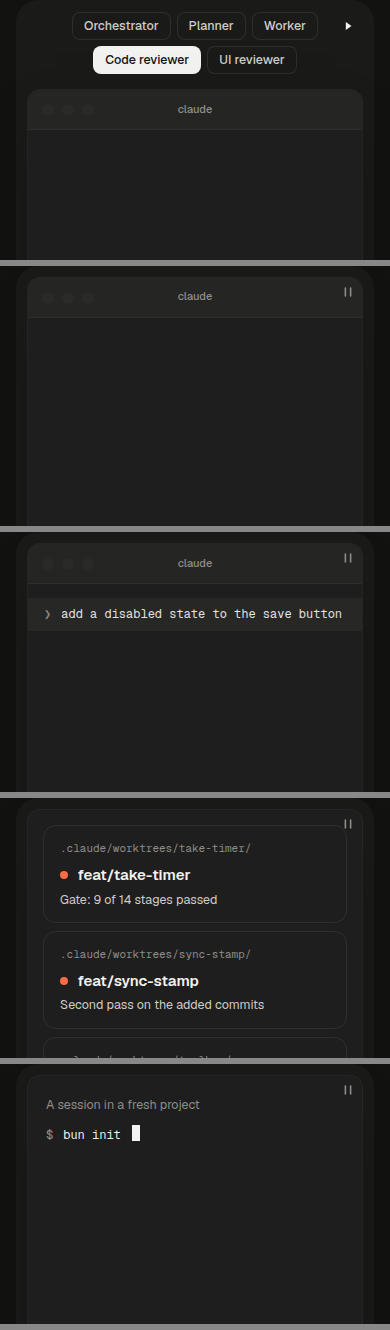 Orchestrator Planner Worker
Code reviewer UI reviewer
claude
claude
claude
❯ add a disabled state to the save button
.claude/worktrees/take-timer/
feat/take-timer
Gate: 9 of 14 stages passed
.claude/worktrees/sync-stamp/
feat/sync-stamp
Second pass on the added commits
A session in a fresh project
$ bun init